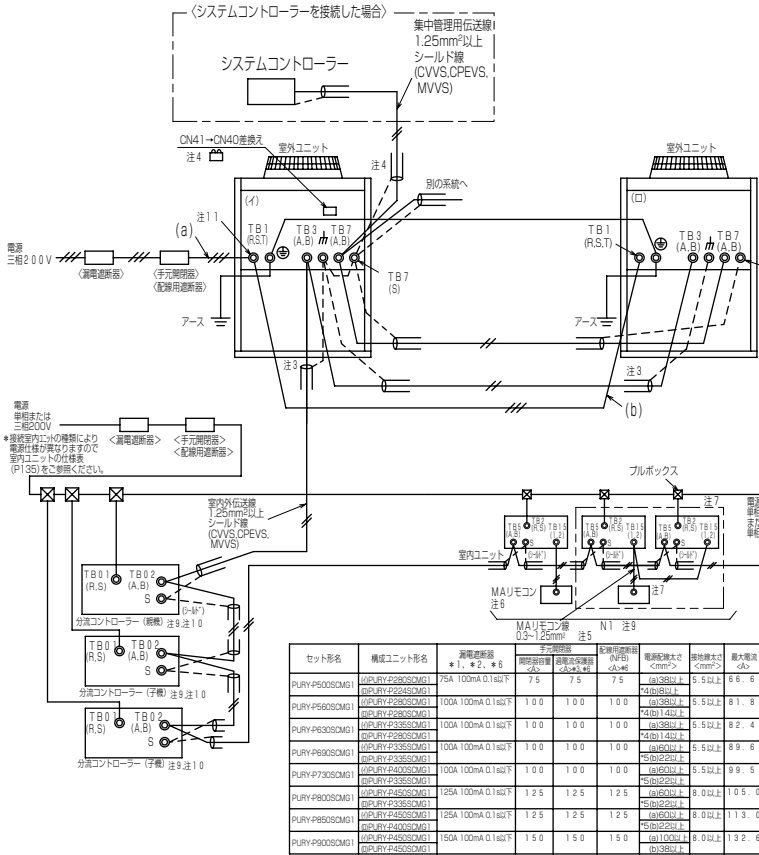 〈システムコントローラーを接続した場合〉
集中管理用伝送線
1.25mm²以上
シールド線
(CVVS,CPEVS,
MVVS)
システムコントローラー
CN41→CN40差換え
注4
室外ユニット
注4
別の系統へ
室外ユニット
(イ)
注11
(a)
TB1
(R,S,T)
TB3
(A,B)
TB7
(A,B)
TB7
(S)
(ロ)
TB1
(R,S,T)
TB3
(A,B)
TB7
(A,B)
電源
三相200V
〈漏電遮断器〉
〈手元開閉器〉
〈配線用遮断器〉
アース
アース
注3
注3
(b)
電源
単相または
三相200V
*接続室内ユニットの種類により
電源仕様が異なりますので
室内ユニットの仕様表
(P135)をご参照ください。
<漏電遮断器>
<手元開閉器>
<配線用遮断器>
プルボックス
室内外伝送線
1.25mm²以上
シールド線
(CVVS,CPEVS,
MVVS)
注7
TB5
(A,B)
TB2
(R,S)
TB15
(1,2)
S
(シールド)
TB5
(A,B)
TB2
(R,S)
TB15
(1,2)
S
(シールド)
TB5
(A,B)
TB2
(R,S)
TB15
(1,2)
S
(シールド)
室内ユニット
MAリモコン
注6
注7
MAリモコン線
0.3~1.25mm² 注5
N1 注9
TB01
(R,S)
TB02
(A,B)
S
(シールド)
分流コントローラー(親機) 注9,注10
TB01
(R,S)
TB02
(A,B)
S
分流コントローラー(子機) 注9,注10
TB01
(R,S)
TB02
(A,B)
S
分流コントローラー(子機) 注9,注10
セット形名 構成ユニット形名 漏電遮断器 *1、*2、*6 手元開閉器 開閉器容量 <A> 過電流保護器 <A>*3,*6 配線用遮断器 (NFB) <A>*6 電源配線太さ <mm²> 接地線太さ <mm²> 最大電流 <A>
PURY-P500SCMG1 (イ)PURY-P280SCMG1 (ロ)PURY-P224SCMG1 75A 100mA 0.1s以下 75 75 75 (a)38以上 *4(b)8以上 5.5以上 66.6
PURY-P560SCMG1 (イ)PURY-P280SCMG1 (ロ)PURY-P280SCMG1 100A 100mA 0.1s以下 100 100 100 (a)38以上 *4(b)14以上 5.5以上 81.8
PURY-P630SCMG1 (イ)PURY-P335SCMG1 (ロ)PURY-P280SCMG1 100A 100mA 0.1s以下 100 100 100 (a)38以上 *4(b)14以上 5.5以上 82.4
PURY-P690SCMG1 (イ)PURY-P335SCMG1 (ロ)PURY-P335SCMG1 100A 100mA 0.1s以下 100 100 100 (a)60以上 *5(b)22以上 5.5以上 89.6
PURY-P730SCMG1 (イ)PURY-P400SCMG1 (ロ)PURY-P335SCMG1 100A 100mA 0.1s以下 100 100 100 (a)60以上 *5(b)22以上 5.5以上 99.5
PURY-P800SCMG1 (イ)PURY-P450SCMG1 (ロ)PURY-P335SCMG1 125A 100mA 0.1s以下 125 125 125 (a)60以上 *5(b)22以上 8.0以上 105.0
PURY-P850SCMG1 (イ)PURY-P450SCMG1 (ロ)PURY-P400SCMG1 125A 100mA 0.1s以下 125 125 125 (a)60以上 *5(b)22以上 8.0以上 113.0
PURY-P900SCMG1 (イ)PURY-P450SCMG1 (ロ)PURY-P450SCMG1 150A 100mA 0.1s以下 150 150 150 (a)100以上 (b)38以上 8.0以上 132.6